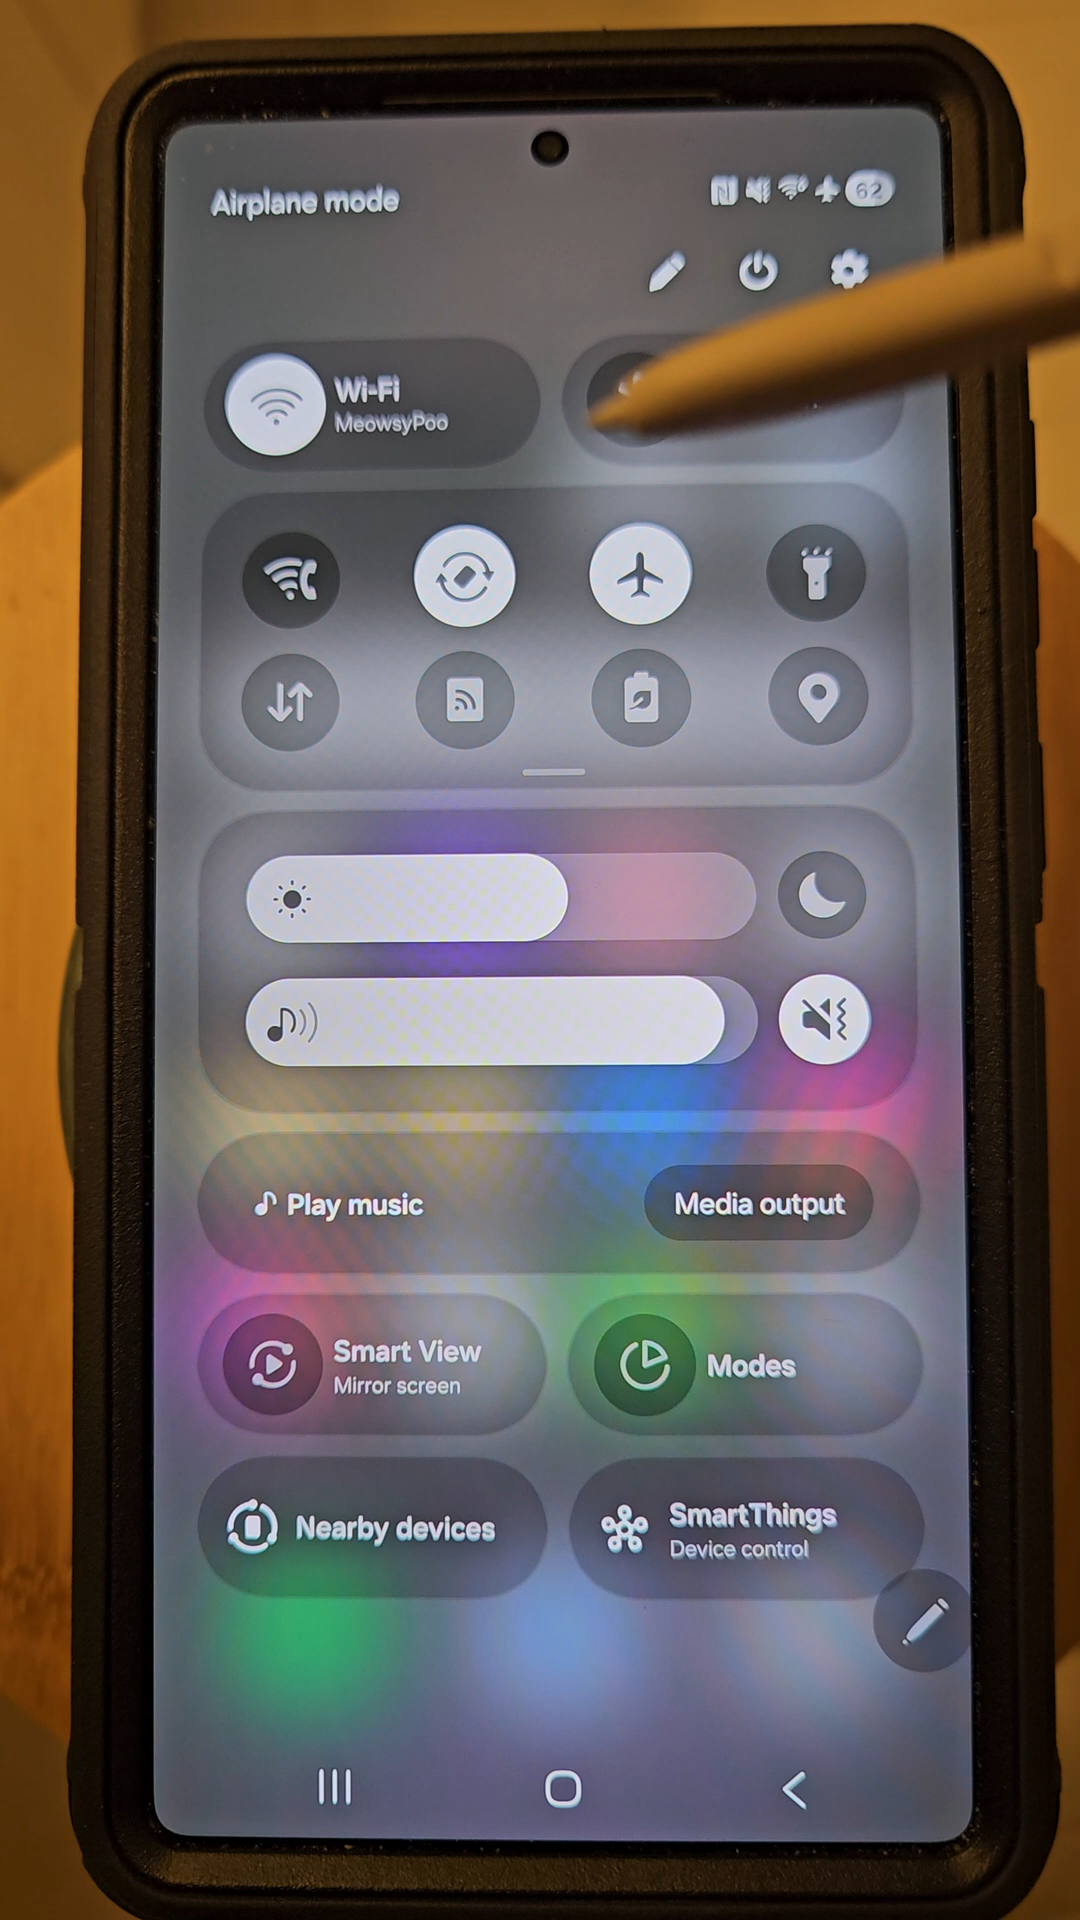 Airplane mode
62
Wi-Fi
MeowsyPoo
Play music
Media output
Smart View
Mirror screen
Modes
Nearby devices
SmartThings
Device control